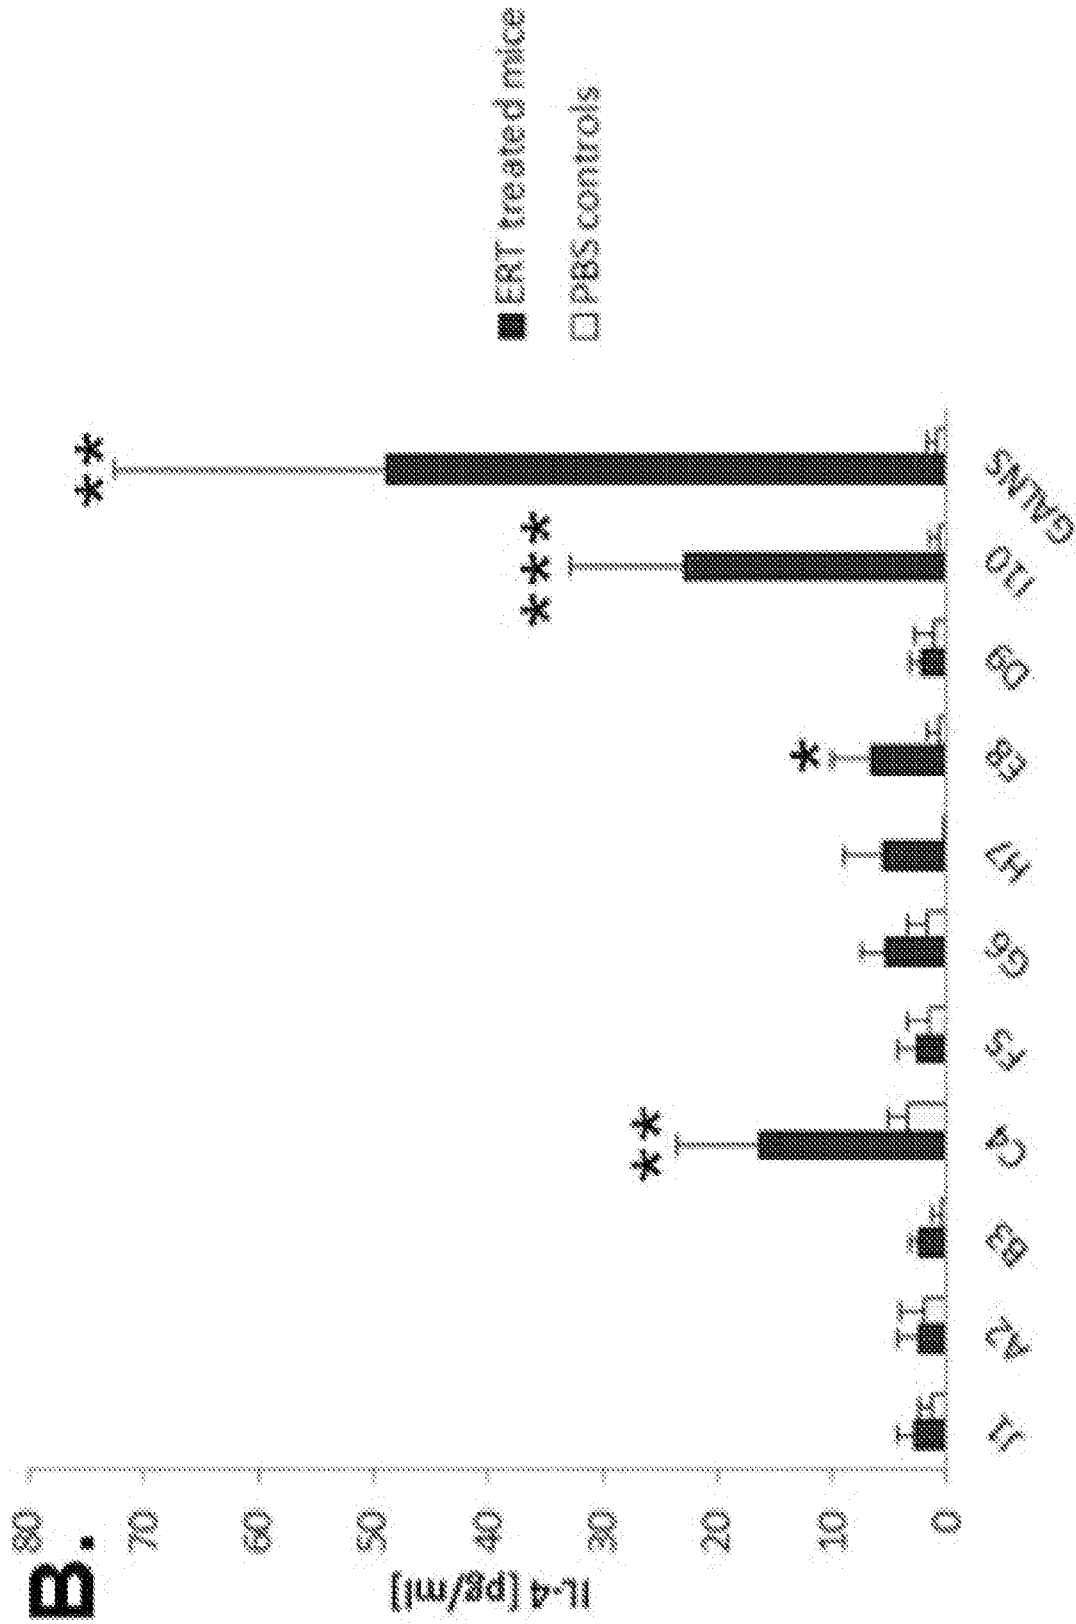 B.
IL-4 [pg/ml]
80
70
60
50
40
30
20
10
0
J1 A2 B3 C4 F5 G6 H7 E8 D9 I10 GALNS
** * *** **
ERT treated mice
PBS controls